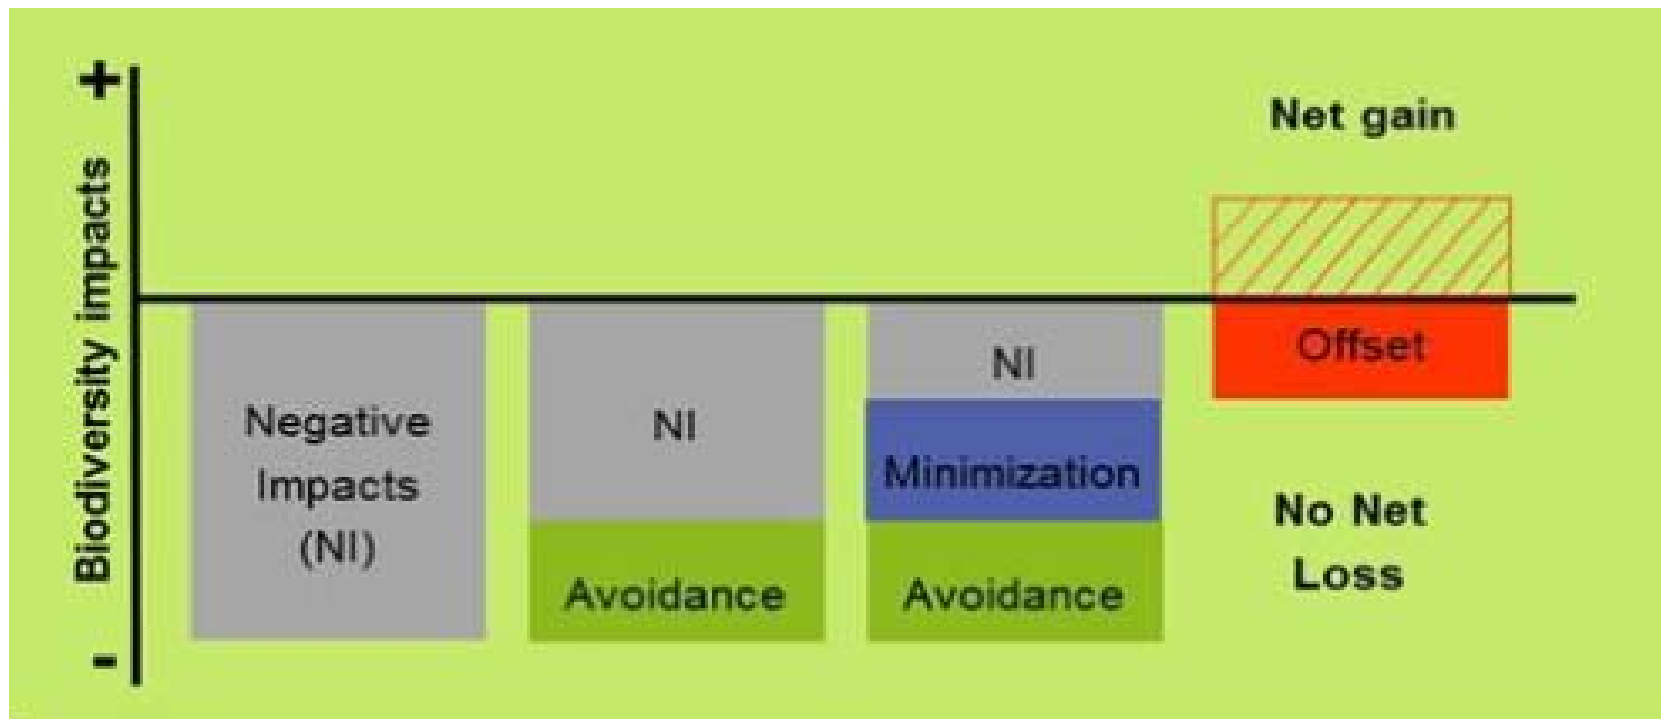 +
Biodiversity impacts
-
Negative
Impacts
(NI)
NI
Avoidance
NI
Minimization
Avoidance
Net gain
Offset
No Net
Loss